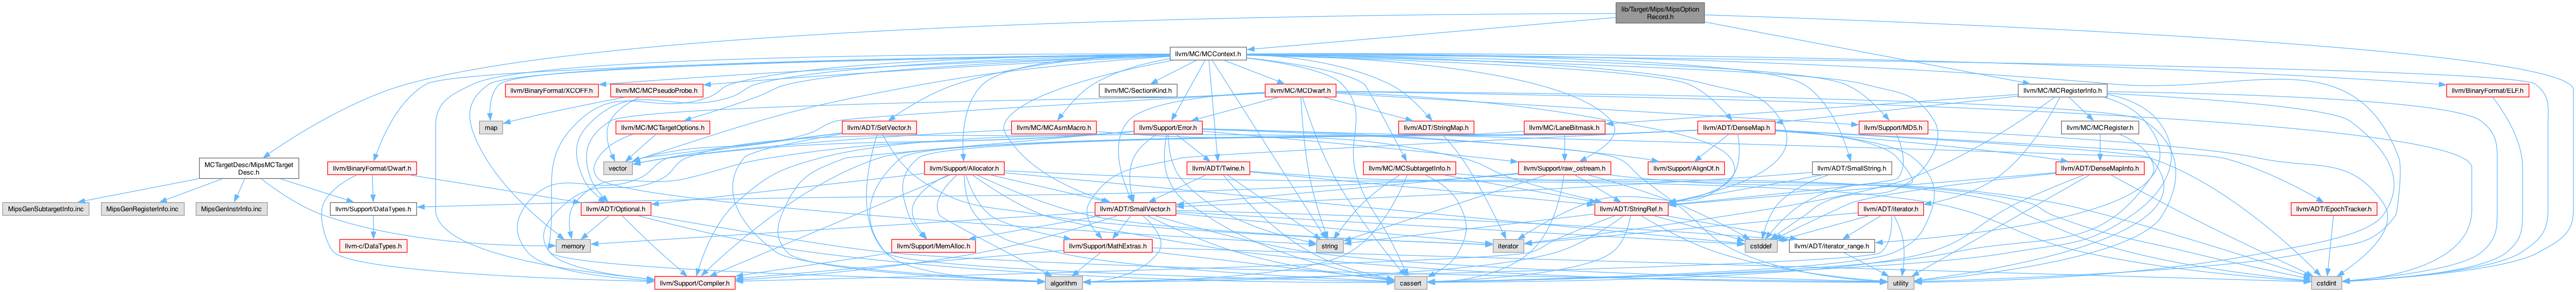 lib/Target/Mips/MipsOption
Record.h
llvm/MC/MCContext.h
llvm/BinaryFormat/XCOFF.h
llvm/MC/MCPseudoProbe.h
llvm/MC/SectionKind.h
llvm/MC/MCDwarf.h
llvm/MC/MCRegisterInfo.h
llvm/BinaryFormat/ELF.h
map
llvm/MC/MCTargetOptions.h
llvm/ADT/SetVector.h
llvm/MC/MCAsmMacro.h
llvm/Support/Error.h
llvm/ADT/StringMap.h
llvm/MC/LaneBitmask.h
llvm/ADT/DenseMap.h
llvm/Support/MD5.h
llvm/MC/MCRegister.h
MCTargetDesc/MipsMCTarget
Desc.h
llvm/BinaryFormat/Dwarf.h
vector
llvm/Support/Allocator.h
llvm/ADT/Twine.h
llvm/MC/MCSubtargetInfo.h
llvm/Support/raw_ostream.h
llvm/Support/AlignOf.h
llvm/ADT/SmallString.h
llvm/ADT/DenseMapInfo.h
MipsGenSubtargetInfo.inc
MipsGenRegisterInfo.inc
MipsGenInstrInfo.inc
llvm/Support/DataTypes.h
llvm/ADT/Optional.h
llvm/ADT/SmallVector.h
llvm/ADT/StringRef.h
llvm/ADT/iterator.h
llvm/ADT/EpochTracker.h
llvm-c/DataTypes.h
memory
llvm/Support/MemAlloc.h
llvm/Support/MathExtras.h
string
iterator
cstddef
llvm/ADT/iterator_range.h
llvm/Support/Compiler.h
algorithm
cassert
utility
cstdint